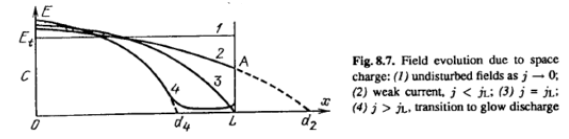 E
E_t
1
2
A
C
3
4
x
0
d_4
L
d_2
Fig. 8.7. Field evolution due to space
charge: (1) undisturbed fields as j → 0;
(2) weak current, j < j_L; (3) j = j_L;
(4) j > j_L, transition to glow discharge